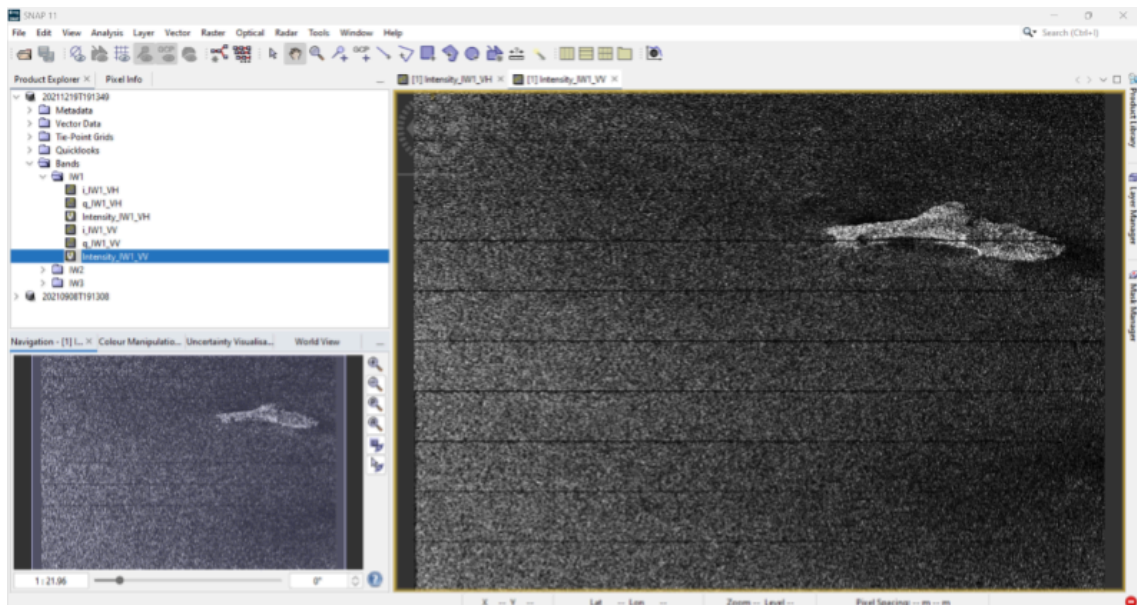 SNAP 11
File Edit View Analysis Layer Vector Raster Optical Radar Tools Window Help
Search (Ctrl+I)
GCP GCP
Product Explorer × Pixel Info
[1] Intensity_IW1_VH × [1] Intensity_IW1_VV ×
20211219T191349
Metadata
Vector Data
Tie-Point Grids
Quicklooks
Bands
IW1
i_IW1_VH
q_IW1_VH
Intensity_IW1_VH
i_IW1_VV
q_IW1_VV
Intensity_IW1_VV
IW2
IW3
20210908T191308
Navigation - [1] I... × Colour Manipulatio... Uncertainty Visualisa... World View
1 : 21.96
0°
X -- Y -- Lat -- Lon -- Zoom -- Level -- Pixel Spacing: -- m -- m
Product Library
Layer Manager
Mask Manager